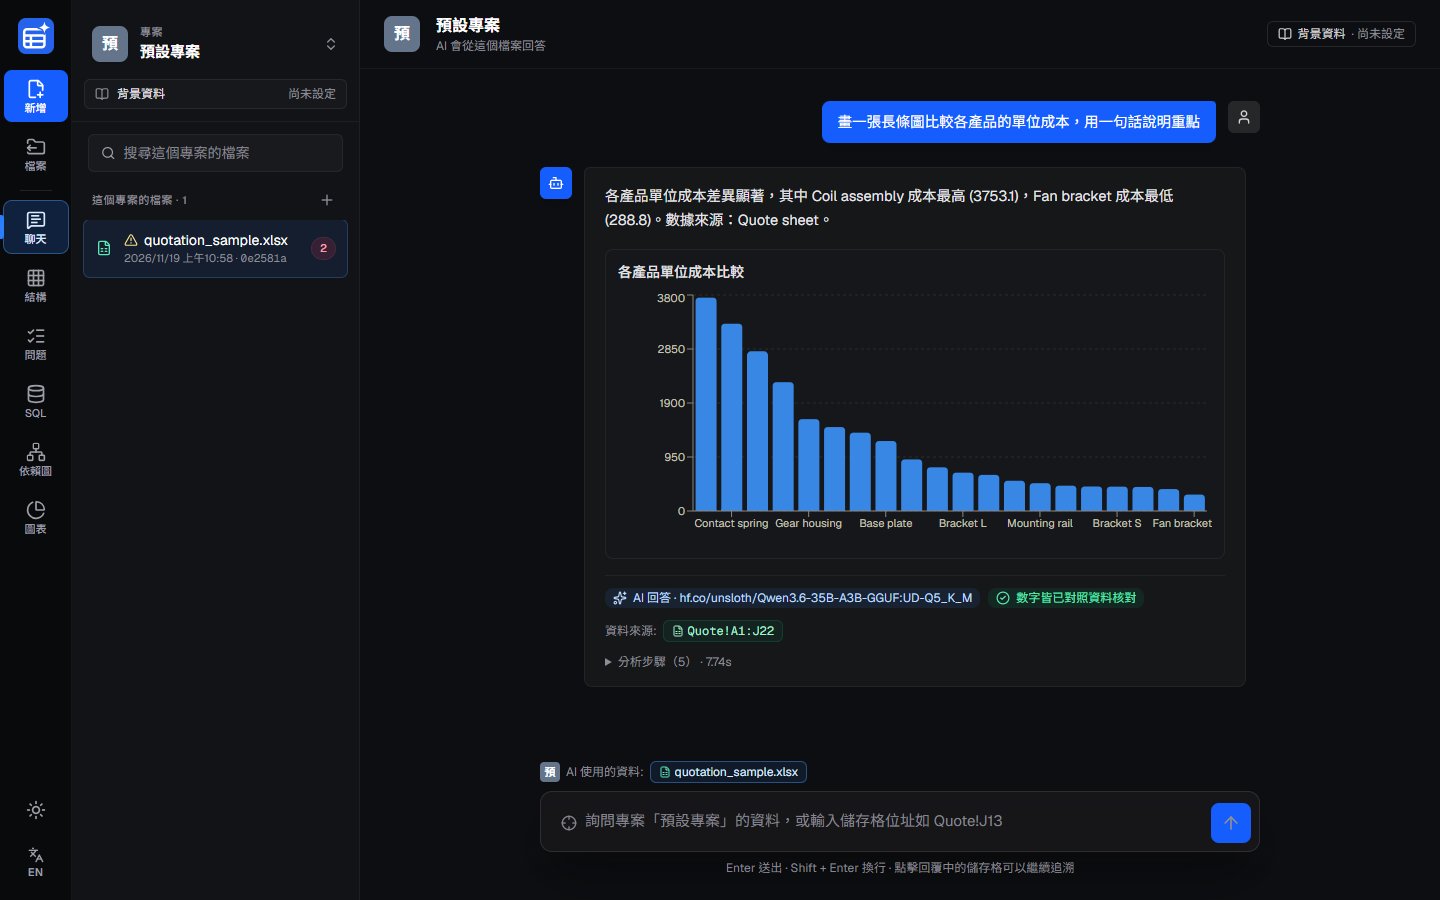 新增
檔案
聊天
結構
問題
SQL
依賴圖
圖表
EN
預
專案
預設專案
背景資料
尚未設定
搜尋這個專案的檔案
這個專案的檔案 · 1
quotation_sample.xlsx
2026/11/19 上午10:58 · 0e2581a
2
預
預設專案
AI 會從這個檔案回答
背景資料 · 尚未設定
畫一張長條圖比較各產品的單位成本，用一句話說明重點
各產品單位成本差異顯著，其中 Coil assembly 成本最高 (3753.1)，Fan bracket 成本最低
(288.8)。數據來源：Quote sheet。
各產品單位成本比較
3800
2850
1900
950
0
Contact spring Gear housing Base plate Bracket L Mounting rail Bracket S Fan bracket
AI 回答 · hf.co/unsloth/Qwen3.6-35B-A3B-GGUF:UD-Q5_K_M
數字皆已對照資料核對
資料來源: Quote!A1:J22
分析步驟（5） · 7.74s
預 AI 使用的資料: quotation_sample.xlsx
詢問專案「預設專案」的資料，或輸入儲存格位址如 Quote!J13
Enter 送出 · Shift + Enter 換行 · 點擊回覆中的儲存格可以繼續追溯